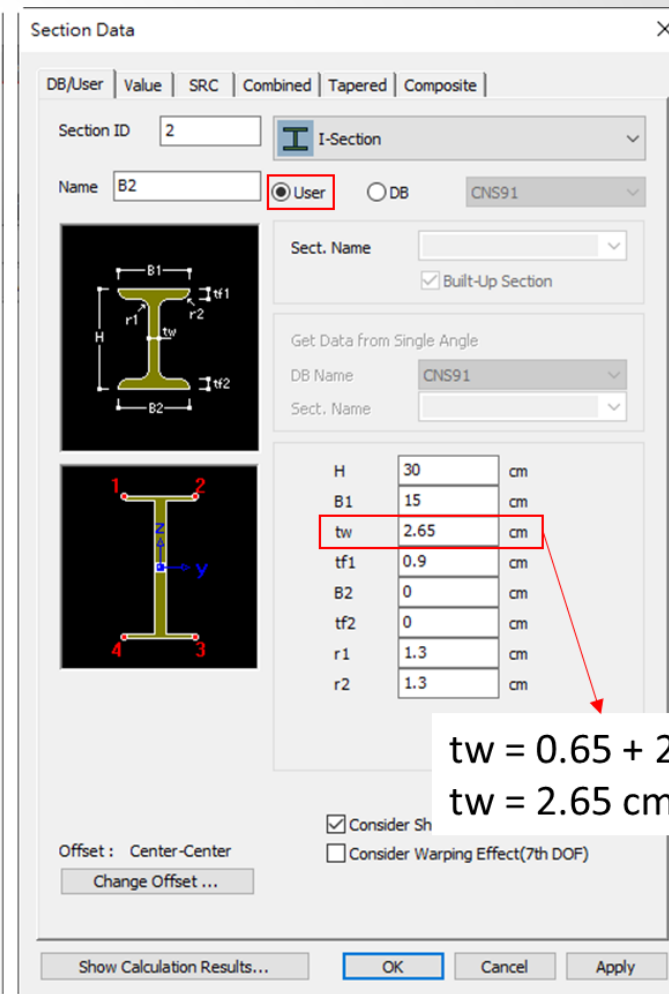 Section Data
DB/User Value SRC Combined Tapered Composite
Section ID 2 I-Section
Name B2 User DB CNS91
B1
tf1
r1 r2
tw
H
tf2
B2
Sect. Name
Built-Up Section
Get Data from Single Angle
DB Name CNS91
Sect. Name
1 2
z
y
4 3
H 30 cm
B1 15 cm
tw 2.65 cm
tf1 0.9 cm
B2 0 cm
tf2 0 cm
r1 1.3 cm
r2 1.3 cm
tw = 0.65 + 2
tw = 2.65 cm
Consider Sh
Consider Warping Effect(7th DOF)
Offset : Center-Center
Change Offset ...
Show Calculation Results... OK Cancel Apply